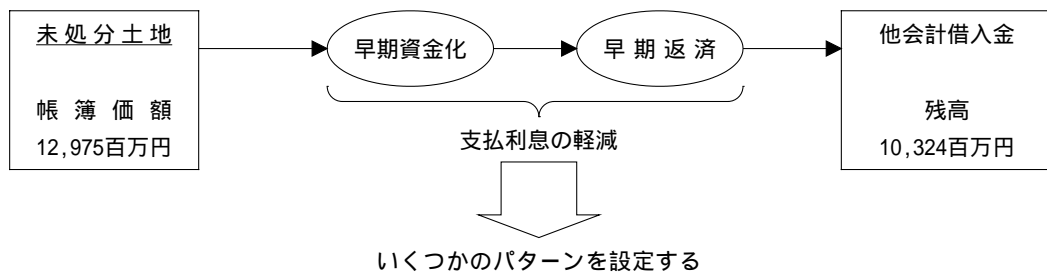 未処分土地
帳簿価額
12,975百万円
早期資金化
早期返済
他会計借入金
残高
10,324百万円
支払利息の軽減
いくつかのパターンを設定する